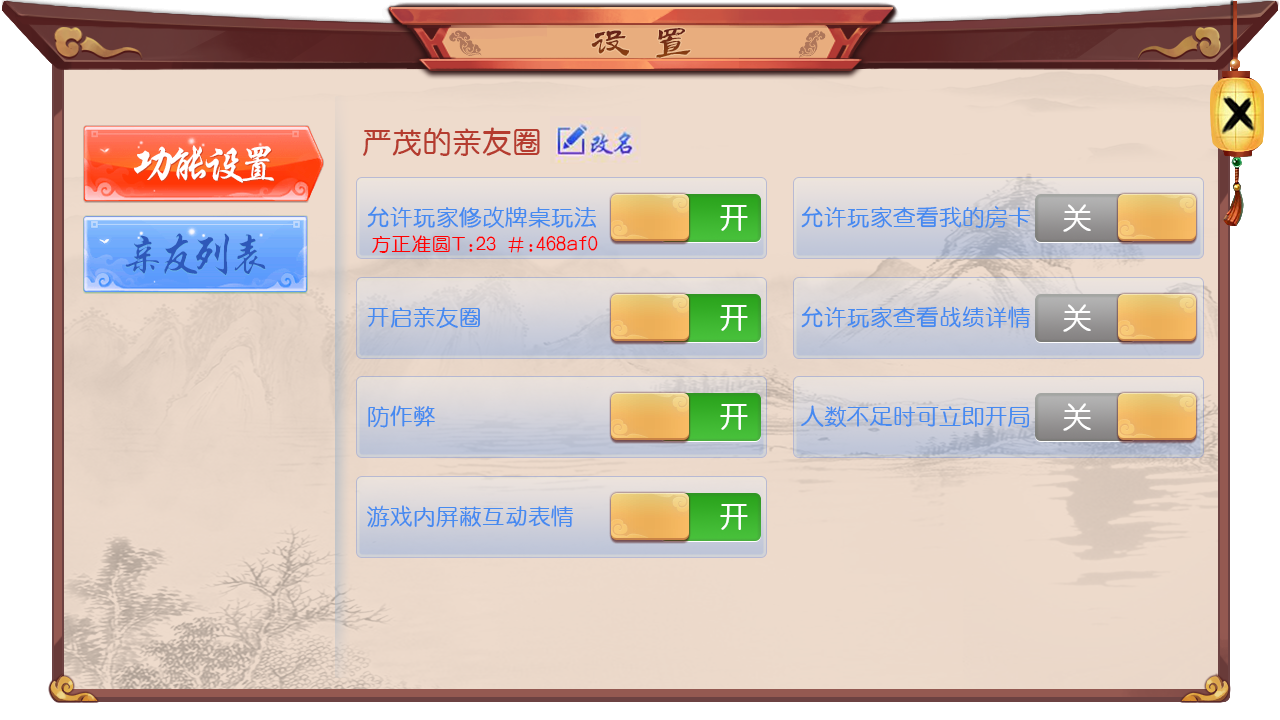 设 置
功能设置
亲友列表
严茂的亲友圈 改名
允许玩家修改牌桌玩法 开
方正准圆T:23 #:468af0
允许玩家查看我的房卡 关
开启亲友圈 开
允许玩家查看战绩详情 关
防作弊 开
人数不足时可立即开局 关
游戏内屏蔽互动表情 开